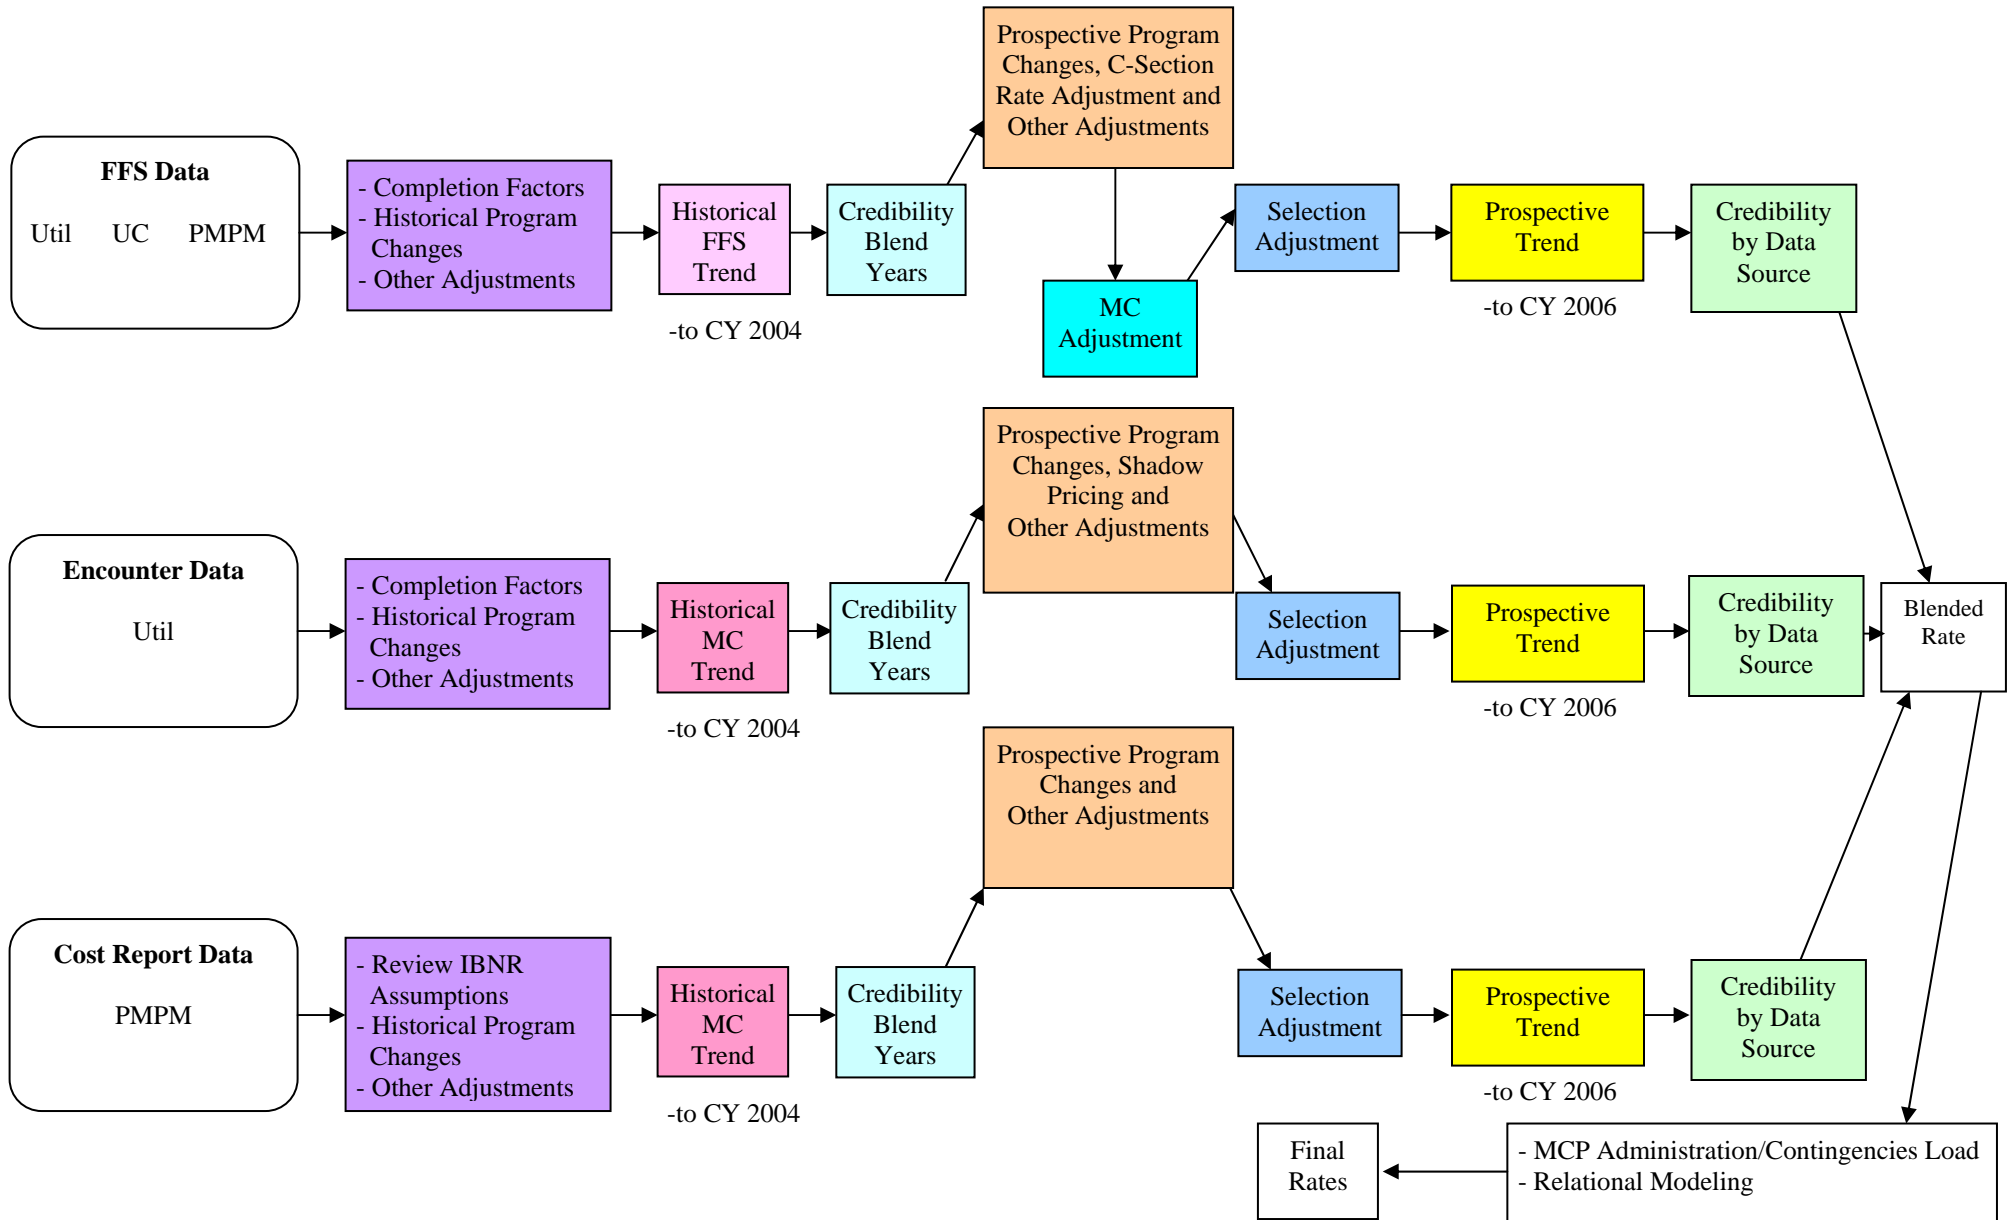 FFS Data
Util UC PMPM
- Completion Factors
- Historical Program
Changes
- Other Adjustments
Historical
FFS
Trend
-to CY 2004
Credibility
Blend
Years
Prospective Program
Changes, C-Section
Rate Adjustment and
Other Adjustments
MC
Adjustment
Selection
Adjustment
Prospective
Trend
-to CY 2006
Credibility
by Data
Source
Encounter Data
Util
- Completion Factors
- Historical Program
Changes
- Other Adjustments
Historical
MC
Trend
-to CY 2004
Credibility
Blend
Years
Prospective Program
Changes, Shadow
Pricing and
Other Adjustments
Selection
Adjustment
Prospective
Trend
-to CY 2006
Credibility
by Data
Source
Blended
Rate
Cost Report Data
PMPM
- Review IBNR
Assumptions
- Historical Program
Changes
- Other Adjustments
Historical
MC
Trend
-to CY 2004
Credibility
Blend
Years
Prospective Program
Changes and
Other Adjustments
Selection
Adjustment
Prospective
Trend
-to CY 2006
Credibility
by Data
Source
- MCP Administration/Contingencies Load
- Relational Modeling
Final
Rates